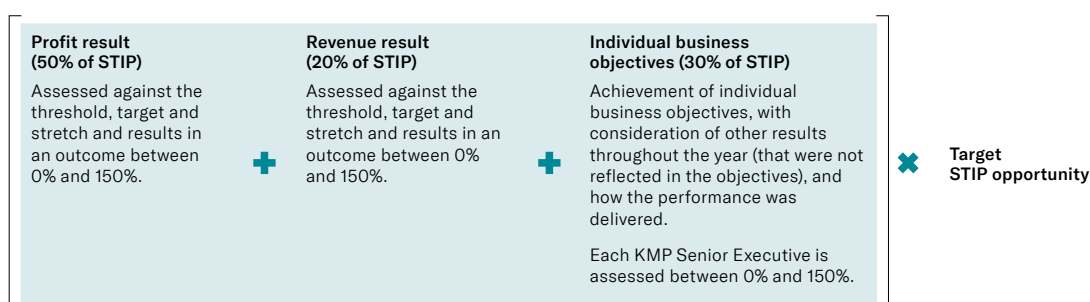 Profit result
(50% of STIP)
Assessed against the
threshold, target and
stretch and results in
an outcome between
0% and 150%.
Revenue result
(20% of STIP)
Assessed against the
threshold, target and
stretch and results in an
outcome between 0%
and 150%.
Individual business
objectives (30% of STIP)
Achievement of individual
business objectives, with
consideration of other results
throughout the year (that were not
reflected in the objectives), and
how the performance was
delivered.
Each KMP Senior Executive is
assessed between 0% and 150%.
Target
STIP opportunity